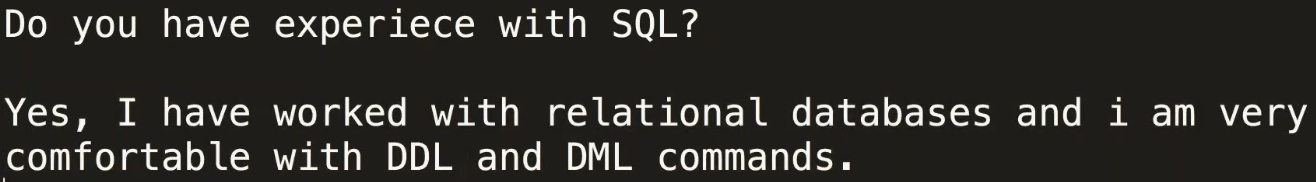 Do you have experiece with SQL?
Yes, I have worked with relational databases and i am very
comfortable with DDL and DML commands.